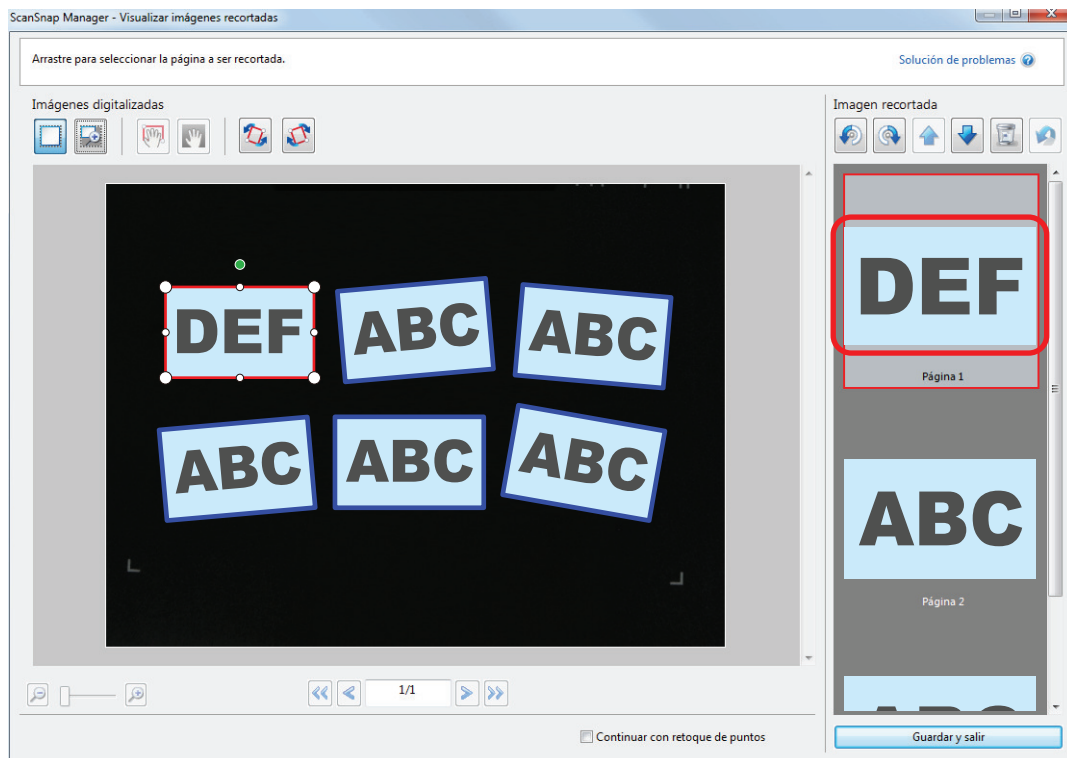 ScanSnap Manager - Visualizar imágenes recortadas
Arrastre para seleccionar la página a ser recortada.
Solución de problemas
Imágenes digitalizadas
Imagen recortada
DEF
ABC
ABC
ABC
ABC
ABC
1/1
Continuar con retoque de puntos
DEF
Página 1
ABC
Página 2
Guardar y salir